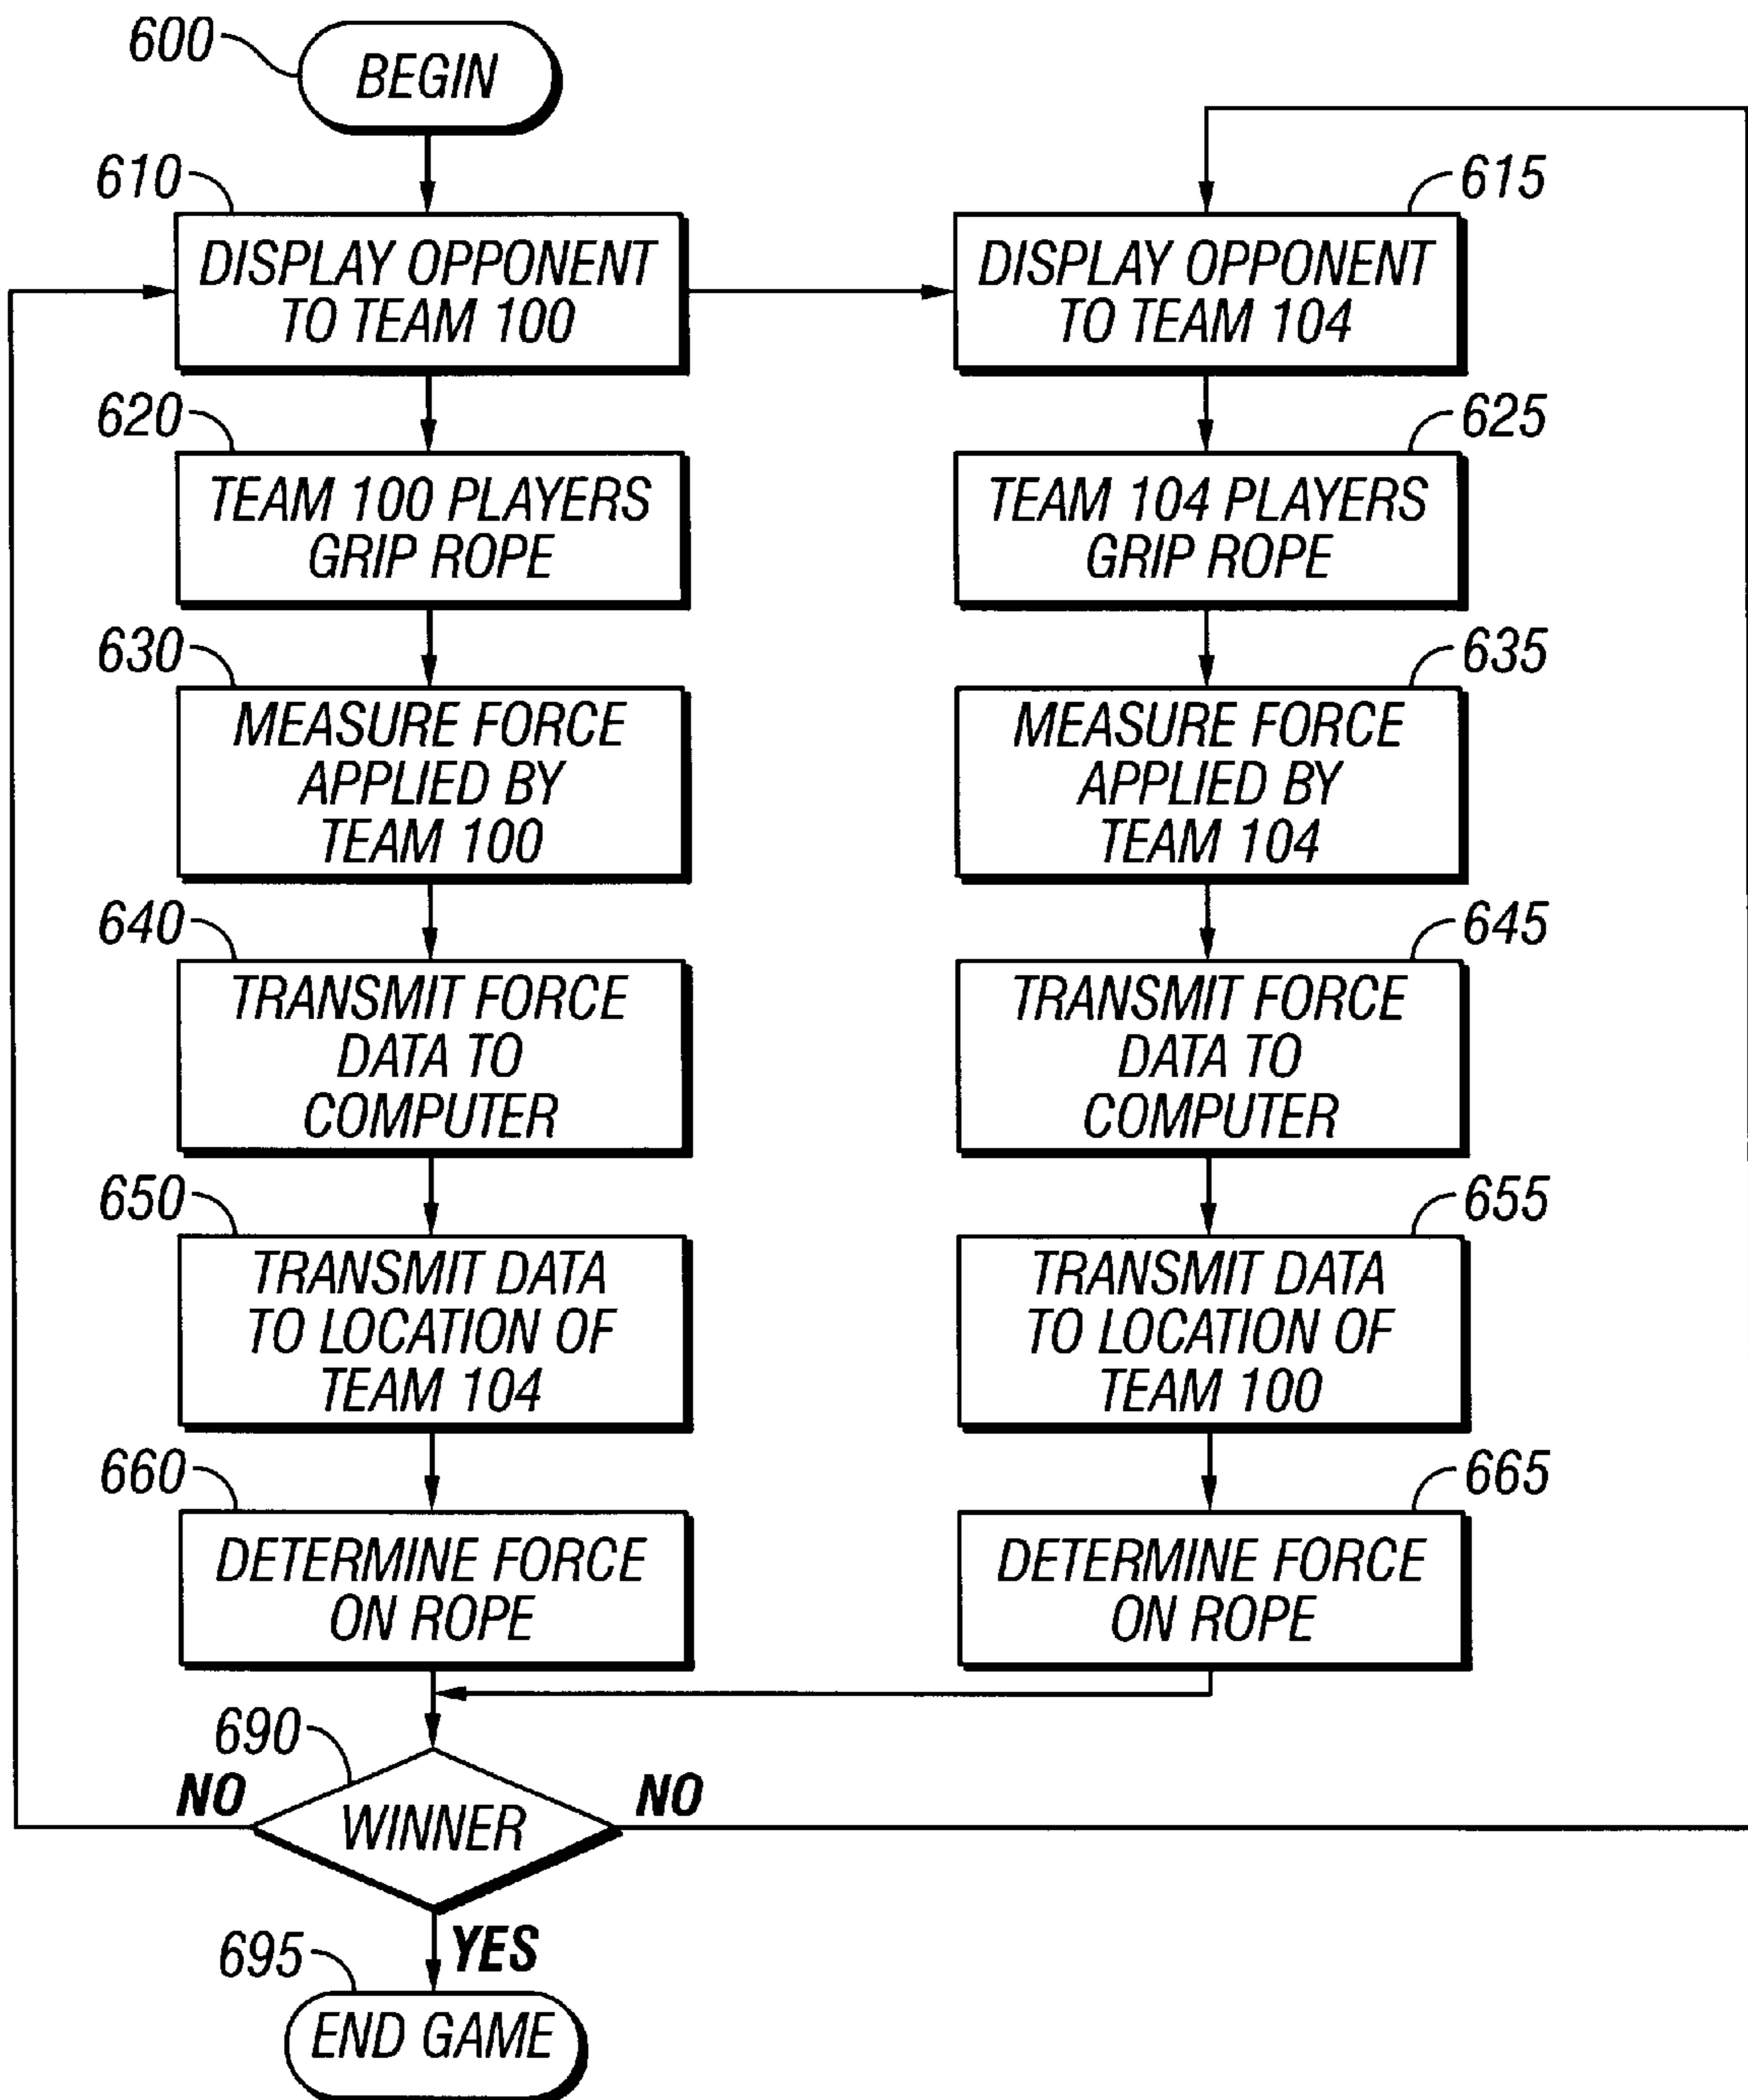 600
BEGIN
610
DISPLAY OPPONENT
TO TEAM 100
615
DISPLAY OPPONENT
TO TEAM 104
620
TEAM 100 PLAYERS
GRIP ROPE
625
TEAM 104 PLAYERS
GRIP ROPE
630
MEASURE FORCE
APPLIED BY
TEAM 100
635
MEASURE FORCE
APPLIED BY
TEAM 104
640
TRANSMIT FORCE
DATA TO
COMPUTER
645
TRANSMIT FORCE
DATA TO
COMPUTER
650
TRANSMIT DATA
TO LOCATION OF
TEAM 104
655
TRANSMIT DATA
TO LOCATION OF
TEAM 100
660
DETERMINE FORCE
ON ROPE
665
DETERMINE FORCE
ON ROPE
690
NO
WINNER
NO
YES
695
END GAME